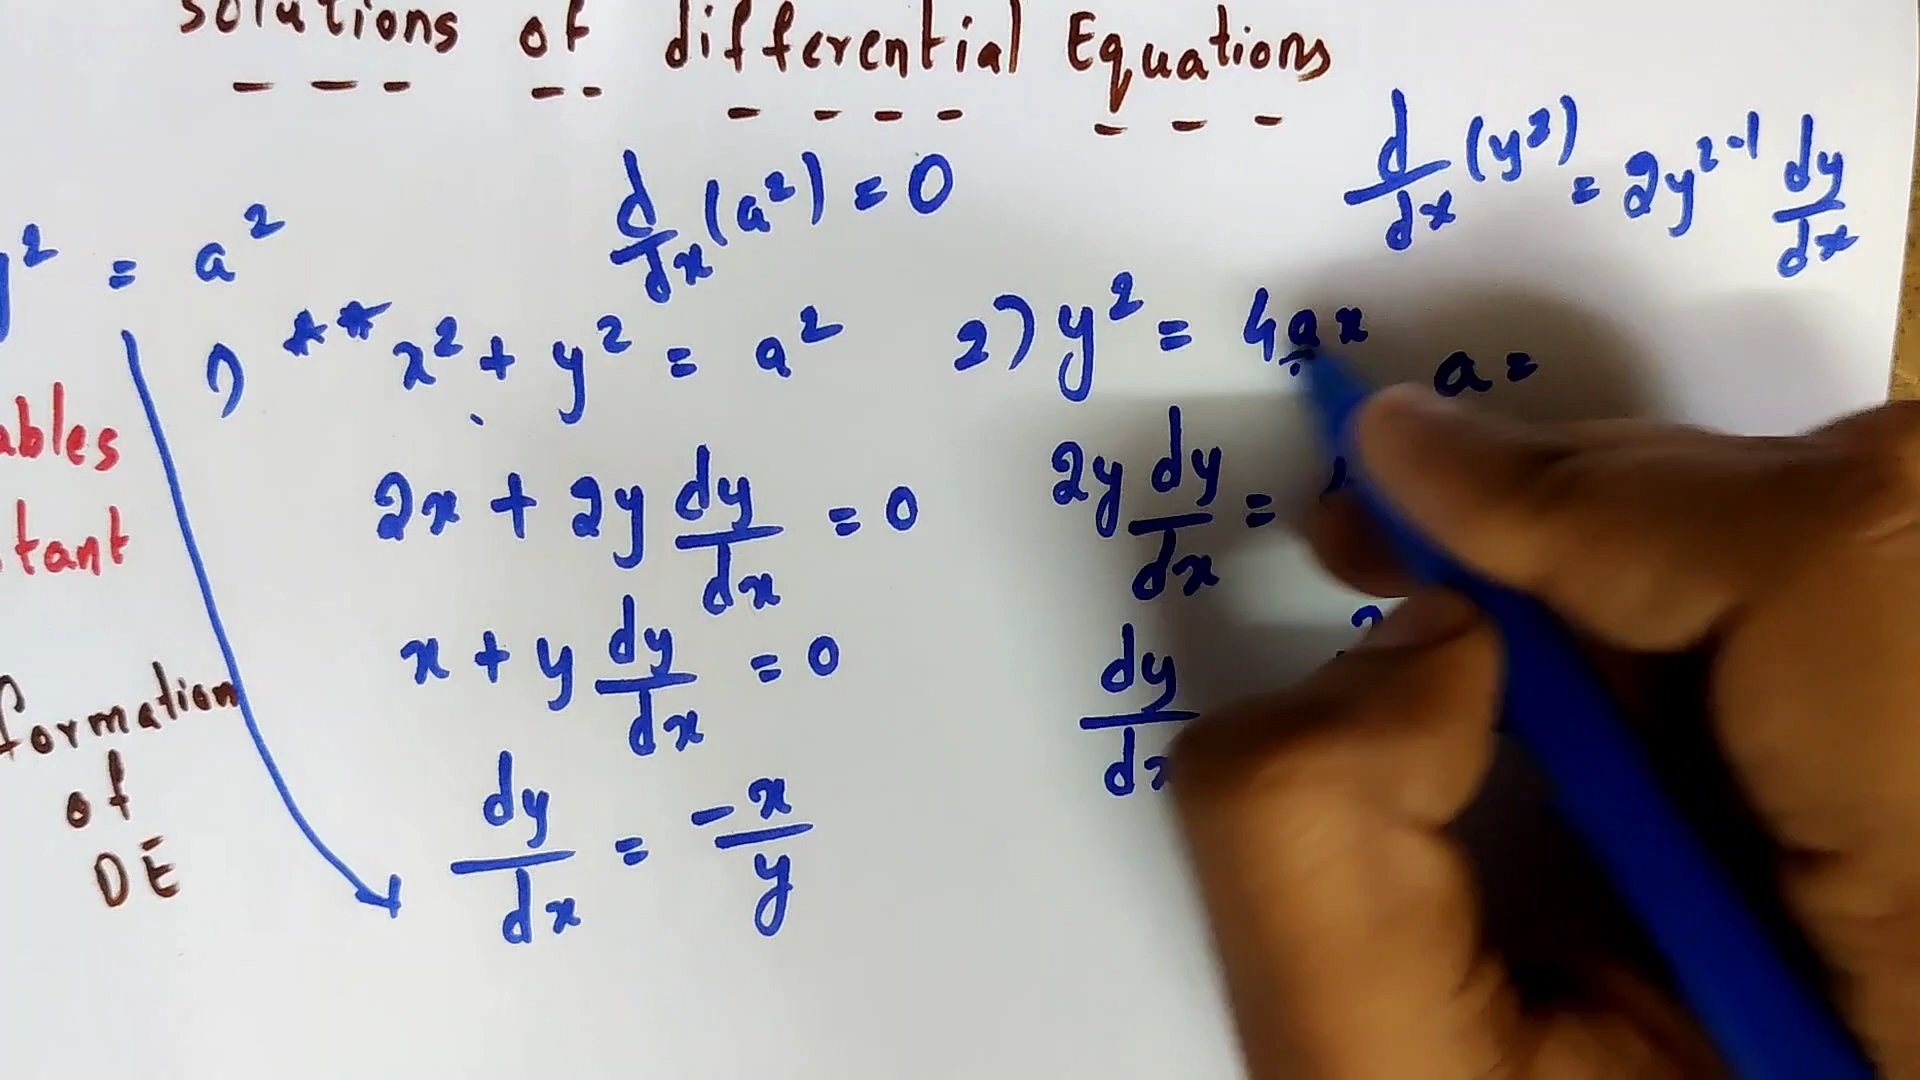 solutions of differential Equations
d/dx (a²) = 0
d/dx (y²) = 2y²⁻¹ dy/dx
y² = a²
1) ** x² + y² = a²
2x + 2y dy/dx = 0
x + y dy/dx = 0
dy/dx = -x/y
2) y² = 4ax
a =
2y dy/dx =
dy/dx
formation
of
DE